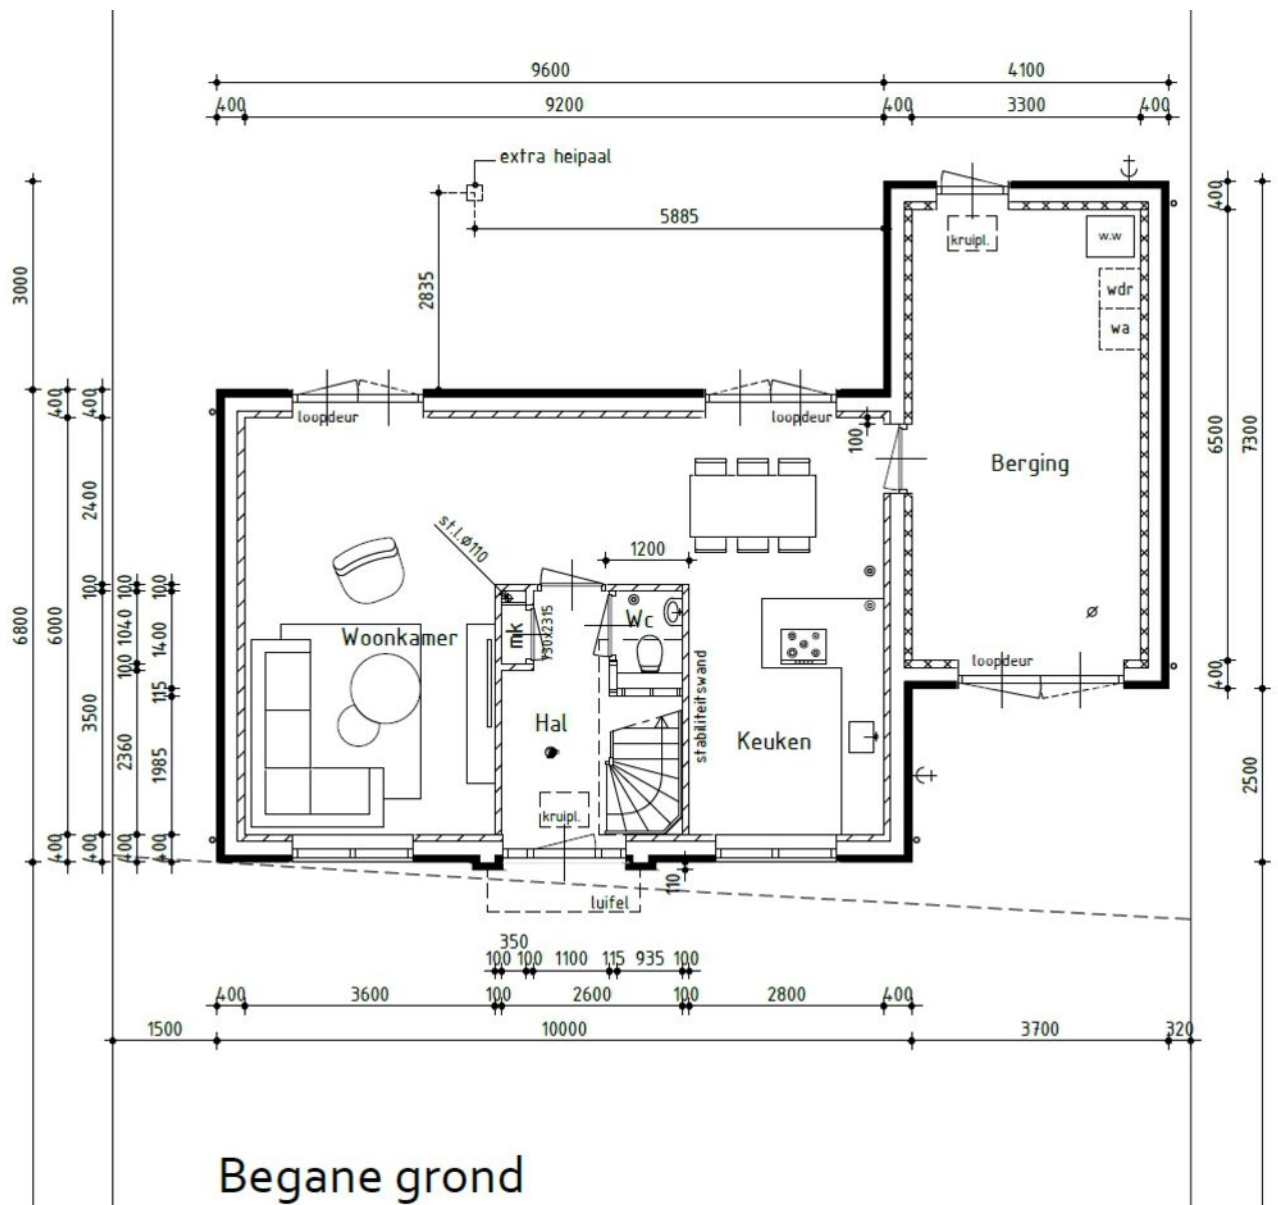 9600 4100
400 9200 400 3300 400
extra heipaal
5885
2835
3000
400
400
kruipl.
w.w
wdr
wa
400
400
loopdeur
loopdeur
100
2400
6500
7300
Berging
st.l.ø110
1200
100
100
100
6800
6000
1040
1400
Woonkamer
mk
730x2315
Wc
loopdeur
100
115
400
3500
2360
1985
Hal
stabiliteitswand
Keuken
2500
kruipl.
400
400
400
400
110
luifel
350
100 100 1100 115 935 100
400 3600 100 2600 100 2800 400
1500 10000 3700 320
Begane grond